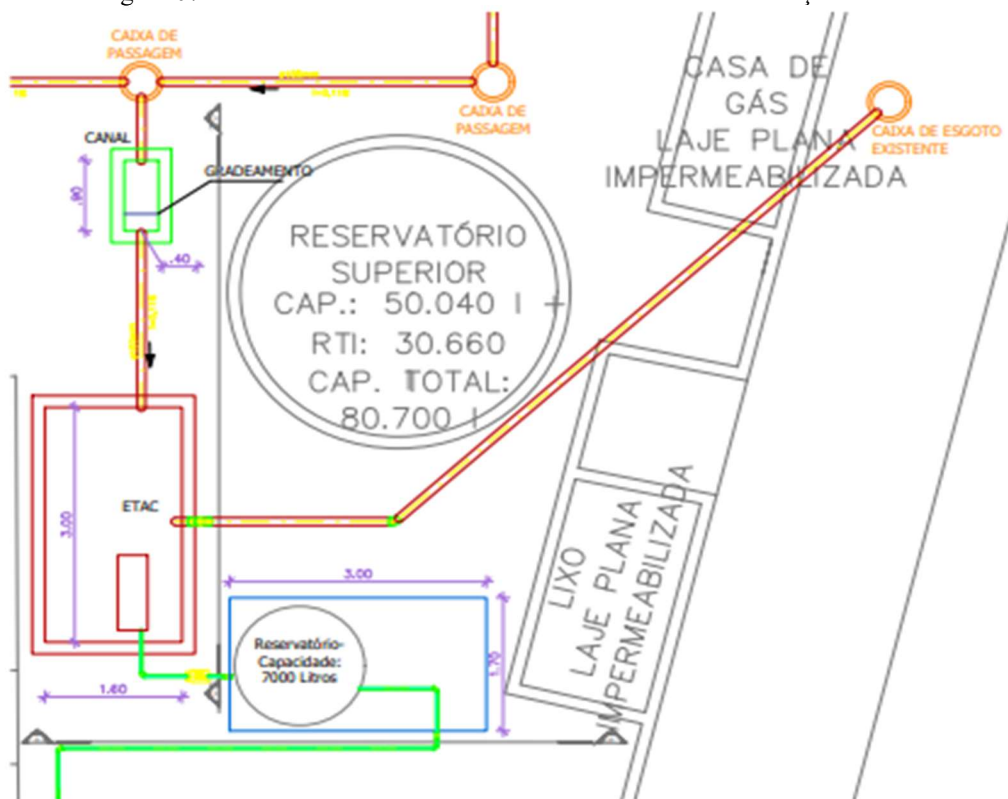 CAIXA DE
PASSAGEM
CAIXA DE
PASSAGEM
CASA DE
GÁS
LAJE PLANA
IMPERMEABILIZADA
CAIXA DE ESGOTO
EXISTENTE
CANAL
GRADEAMENTO
.90
.40
RESERVATÓRIO
SUPERIOR
CAP.: 50.040 l
RTI: 30.660
CAP. TOTAL:
80.700 l
ETAC
3.00
1.60
3.00
1.70
Reservatório-
Capacidade:
7000 Litros
LIXO
LAJE PLANA
IMPERMEABILIZADA